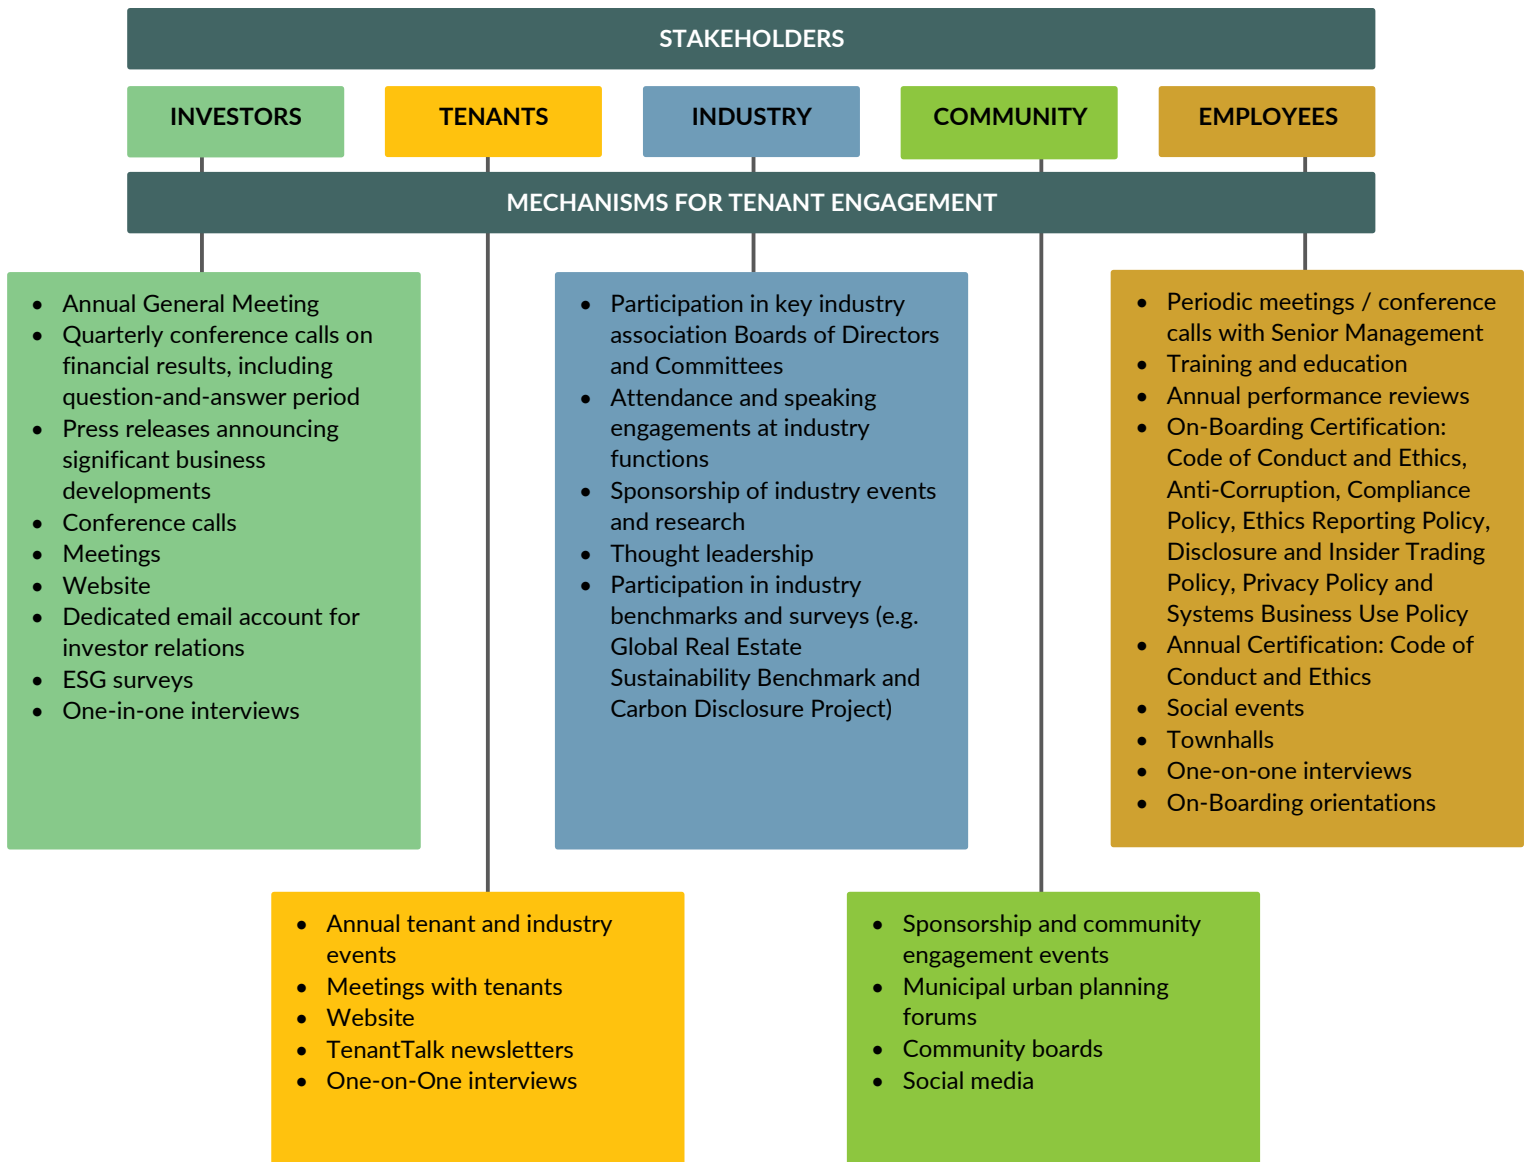 STAKEHOLDERS
INVESTORS
TENANTS
INDUSTRY
COMMUNITY
EMPLOYEES
MECHANISMS FOR TENANT ENGAGEMENT
• Annual General Meeting
• Quarterly conference calls on
financial results, including
question-and-answer period
• Press releases announcing
significant business
developments
• Conference calls
• Meetings
• Website
• Dedicated email account for
investor relations
• ESG surveys
• One-in-one interviews
• Participation in key industry
association Boards of Directors
and Committees
• Attendance and speaking
engagements at industry
functions
• Sponsorship of industry events
and research
• Thought leadership
• Participation in industry
benchmarks and surveys (e.g.
Global Real Estate
Sustainability Benchmark and
Carbon Disclosure Project)
• Periodic meetings / conference
calls with Senior Management
• Training and education
• Annual performance reviews
• On-Boarding Certification:
Code of Conduct and Ethics,
Anti-Corruption, Compliance
Policy, Ethics Reporting Policy,
Disclosure and Insider Trading
Policy, Privacy Policy and
Systems Business Use Policy
• Annual Certification: Code of
Conduct and Ethics
• Social events
• Townhalls
• One-on-one interviews
• On-Boarding orientations
• Annual tenant and industry
events
• Meetings with tenants
• Website
• TenantTalk newsletters
• One-on-One interviews
• Sponsorship and community
engagement events
• Municipal urban planning
forums
• Community boards
• Social media